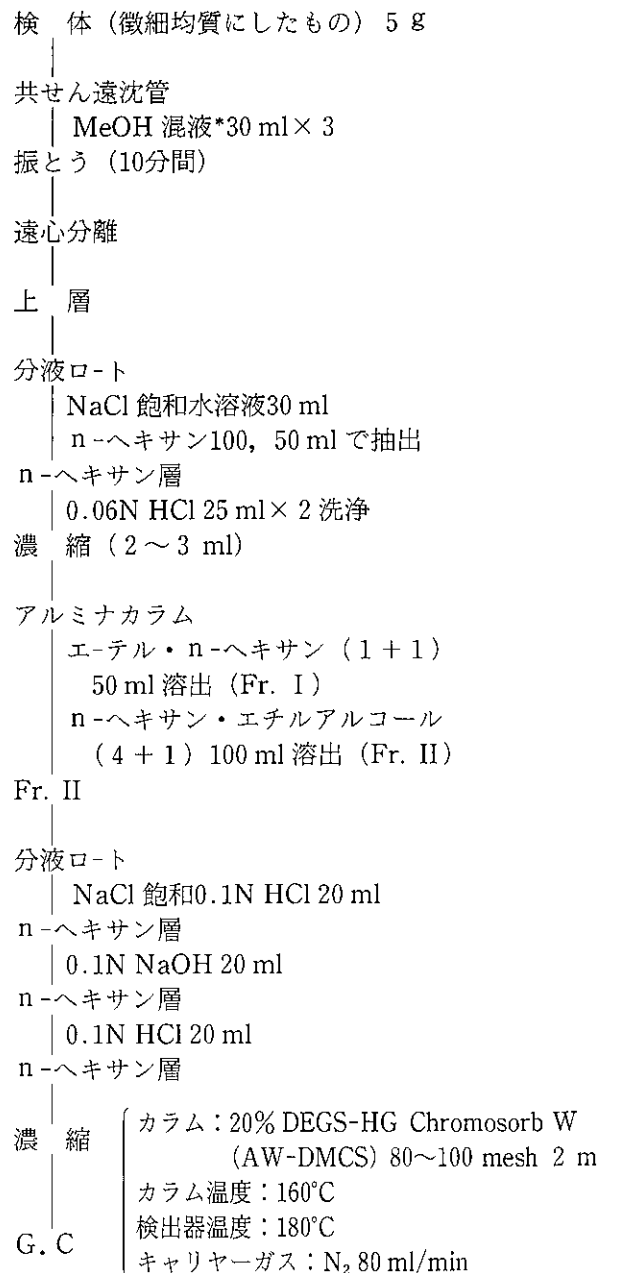 検　体（徴細均質にしたもの）5 g
共せん遠沈管
MeOH 混液*30 ml×3
振とう（10分間）
遠心分離
上　層
分液ロ-ト
NaCl 飽和水溶液30 ml
n-ヘキサン100，50 ml で抽出
n-ヘキサン層
0.06N HCl 25 ml×2 洗浄
濃　縮（2～3 ml）
アルミナカラム
エ-テル・n-ヘキサン（1+1）
50 ml 溶出（Fr. I）
n-ヘキサン・エチルアルコール
（4+1）100 ml 溶出（Fr. II）
Fr. II
分液ロ-ト
NaCl 飽和0.1N HCl 20 ml
n-ヘキサン層
0.1N NaOH 20 ml
n-ヘキサン層
0.1N HCl 20 ml
n-ヘキサン層
濃　縮
カラム：20% DEGS-HG Chromosorb W
(AW-DMCS) 80～100 mesh 2 m
カラム温度：160℃
検出器温度：180℃
G. C
キャリヤーガス：N₂ 80 ml/min